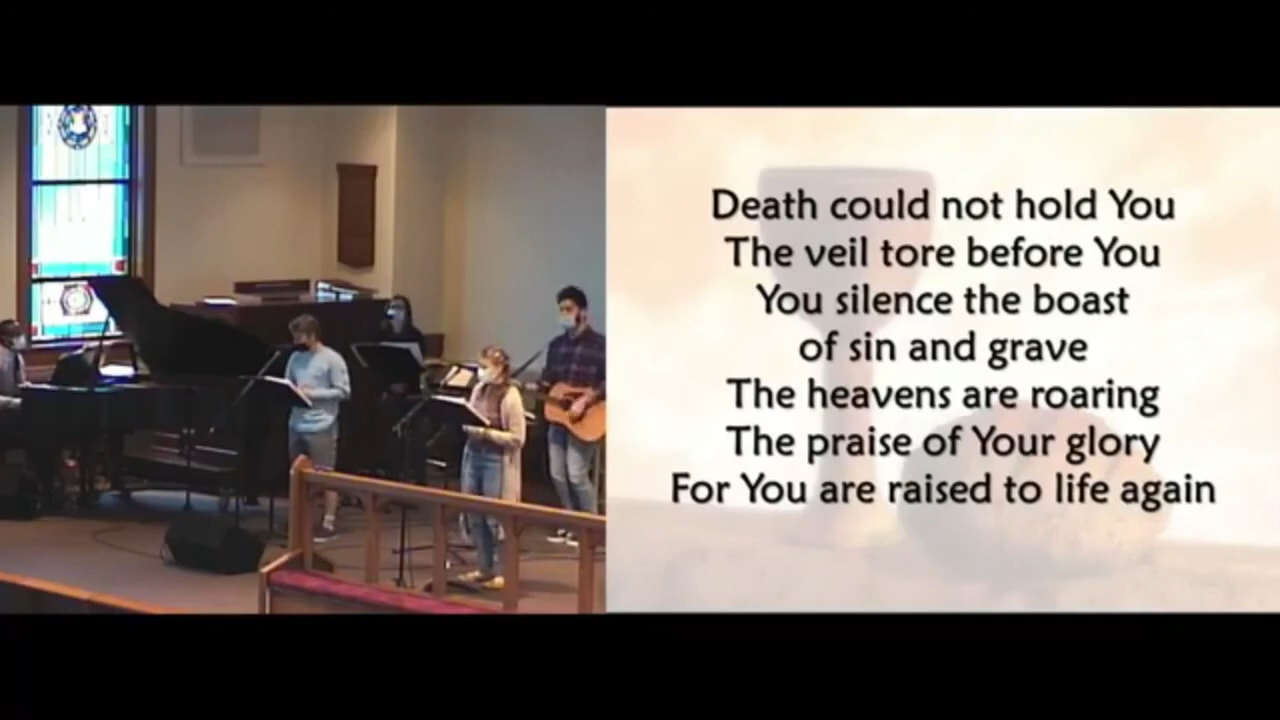 Death could not hold You
The veil tore before You
You silence the boast
of sin and grave
The heavens are roaring
The praise of Your glory
For You are raised to life again